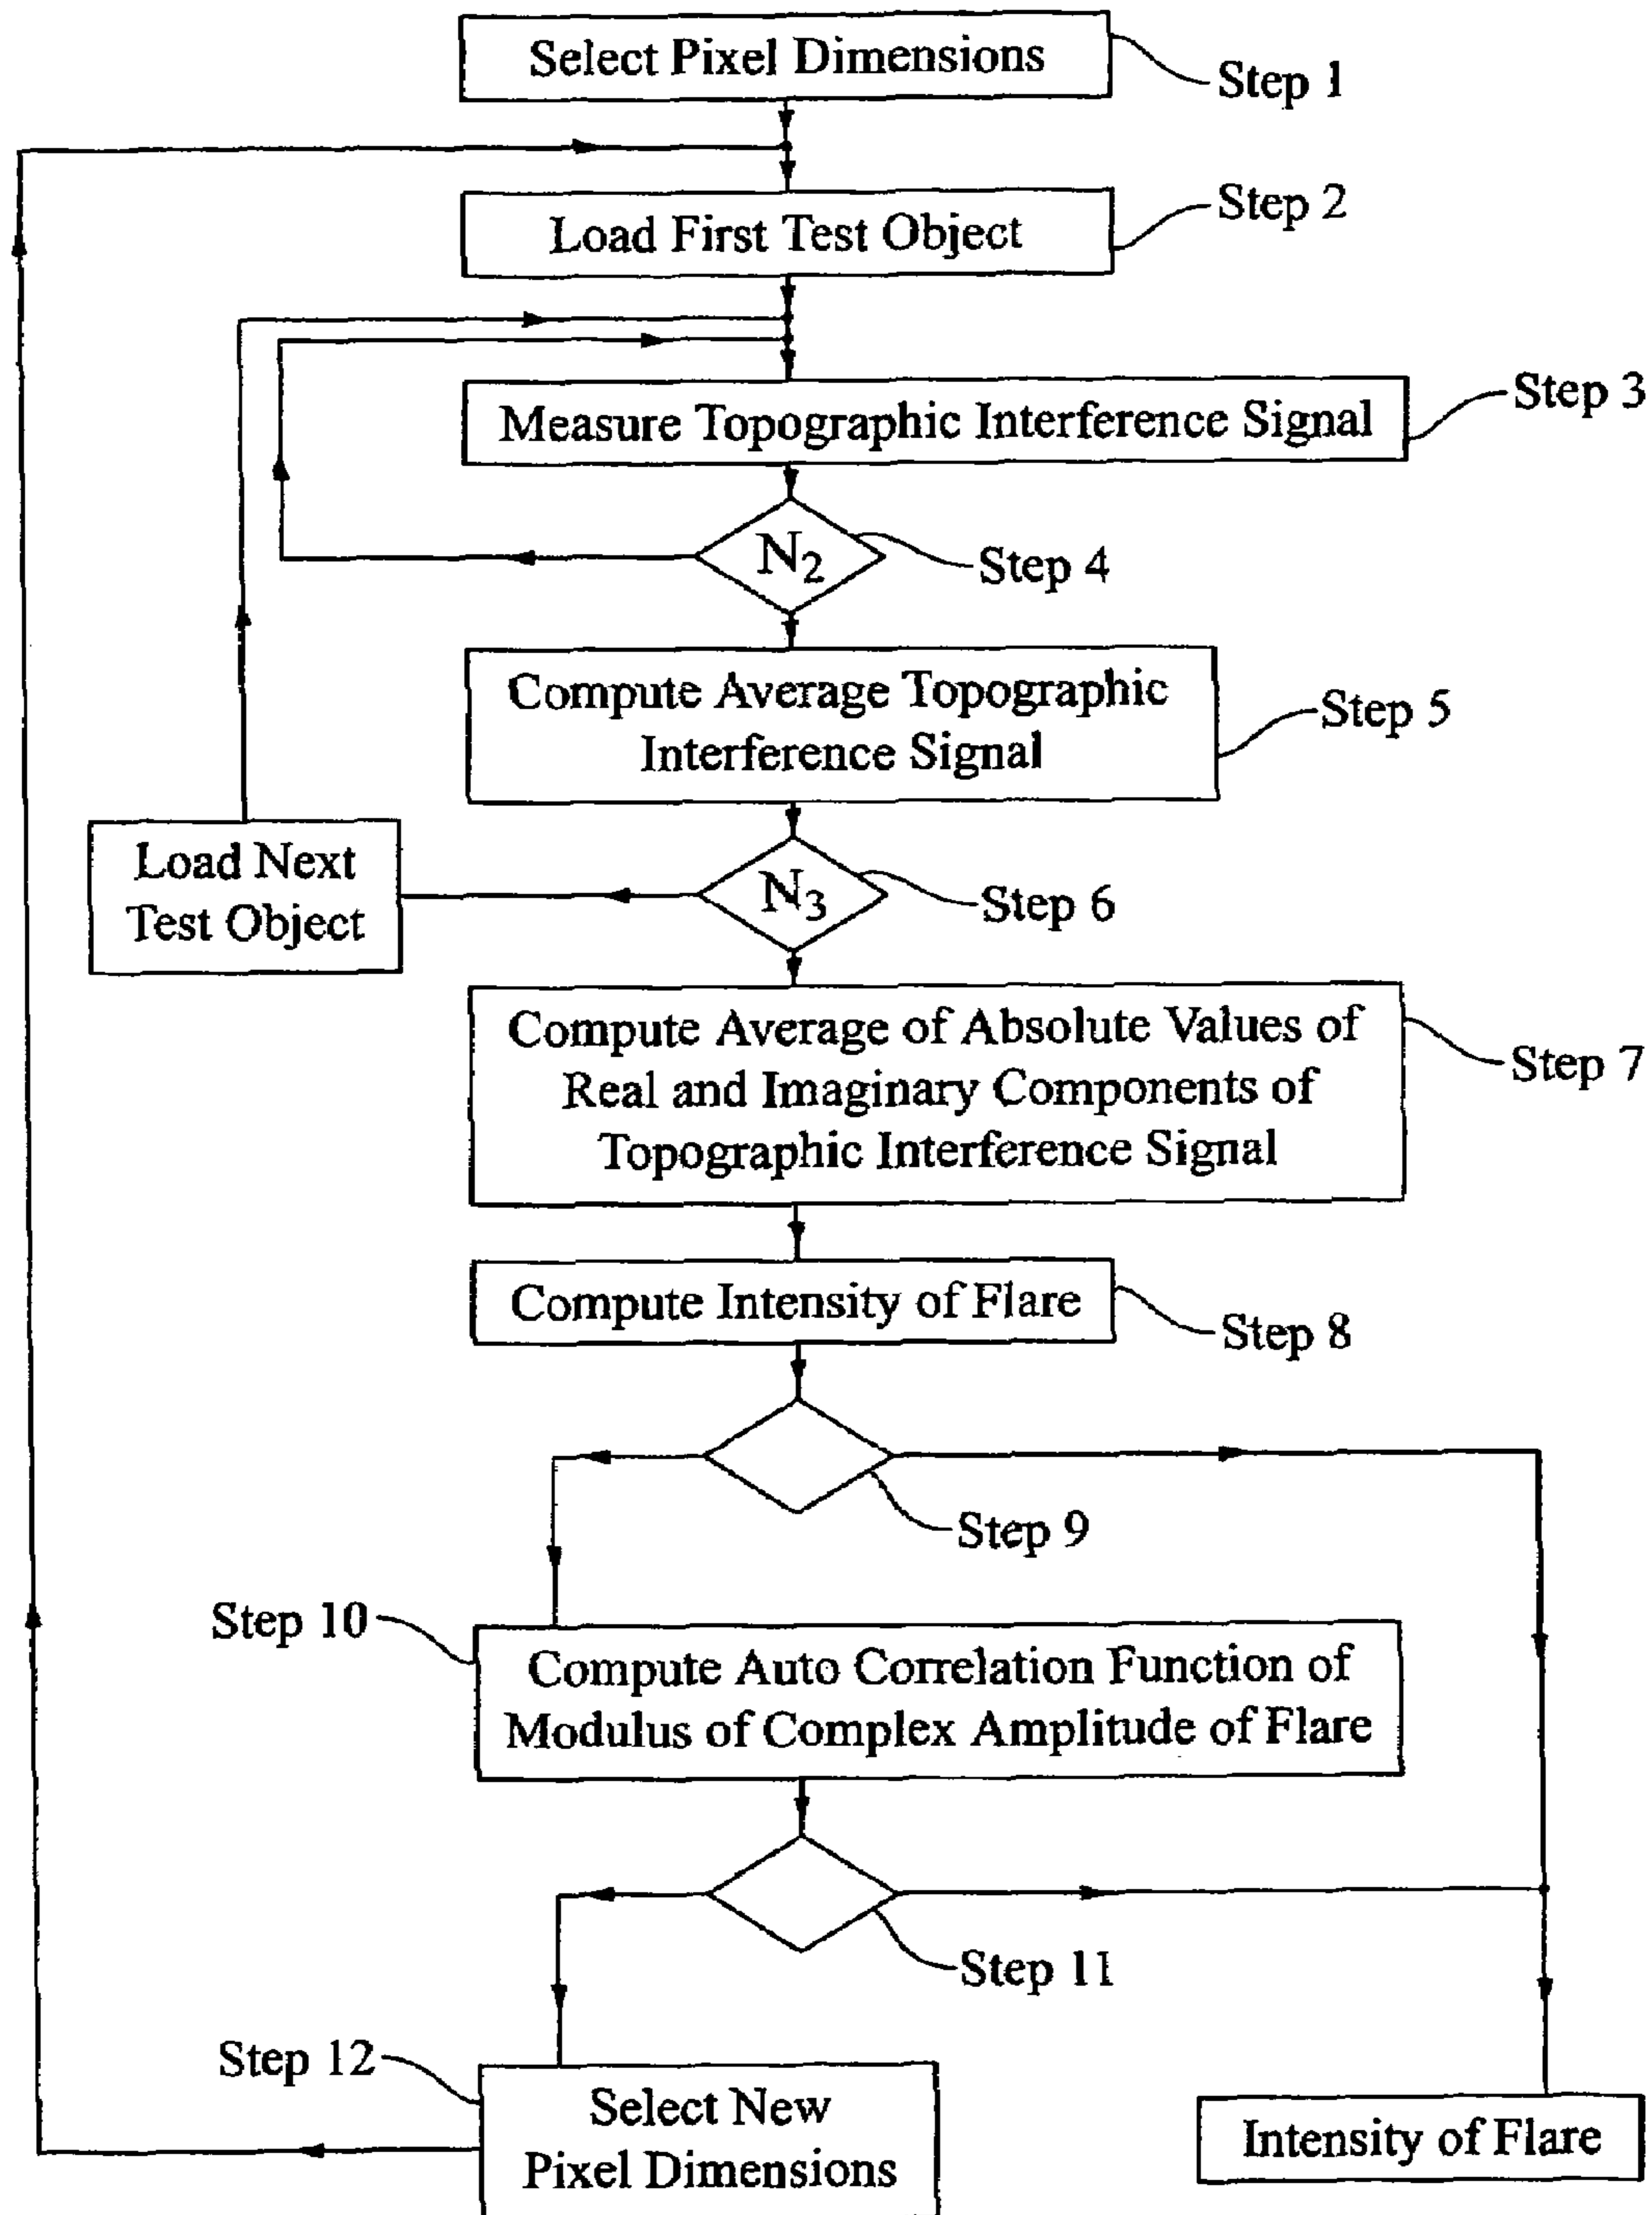 Select Pixel Dimensions
Step 1
Load First Test Object
Step 2
Measure Topographic Interference Signal
Step 3
N2
Step 4
Compute Average Topographic
Interference Signal
Step 5
Load Next
Test Object
N3
Step 6
Compute Average of Absolute Values of
Real and Imaginary Components of
Topographic Interference Signal
Step 7
Compute Intensity of Flare
Step 8
Step 9
Step 10
Compute Auto Correlation Function of
Modulus of Complex Amplitude of Flare
Step 11
Step 12
Select New
Pixel Dimensions
Intensity of Flare